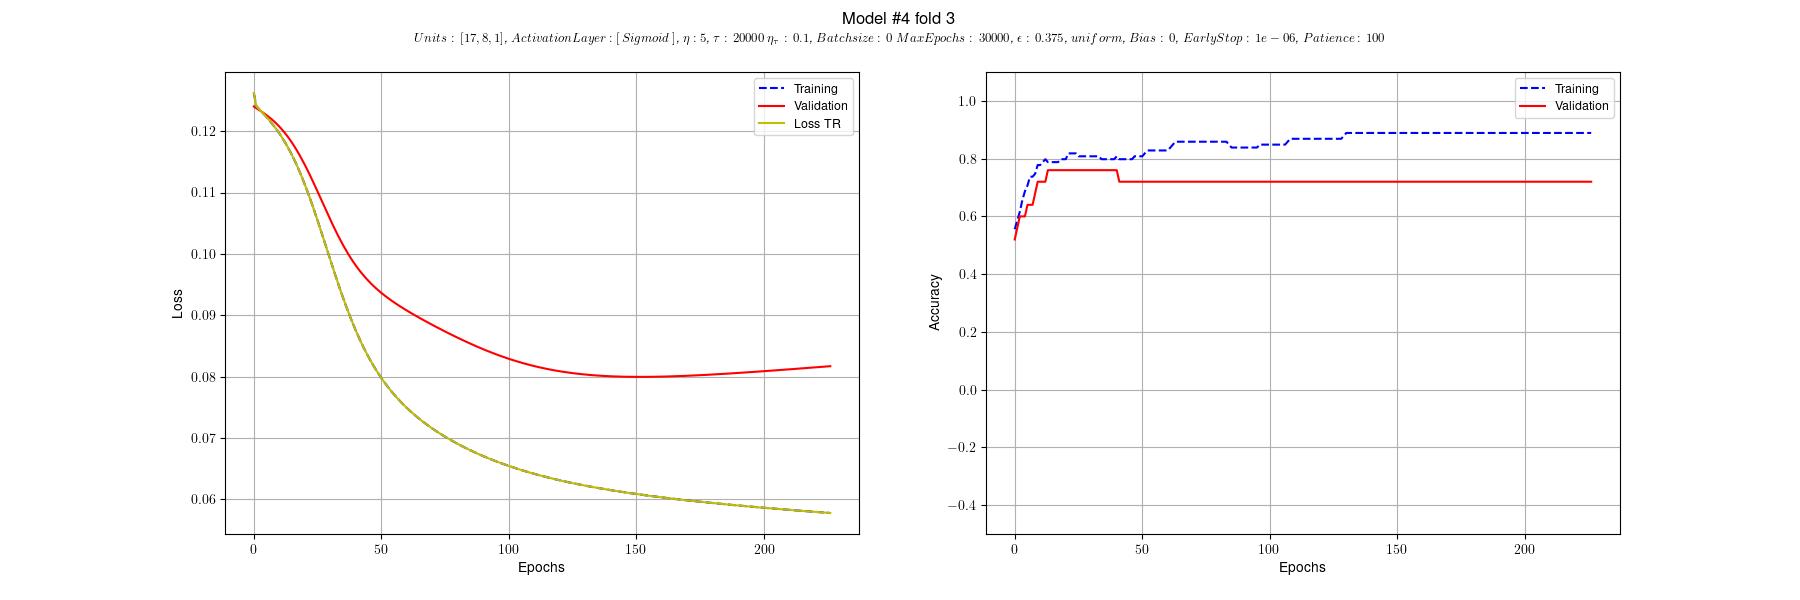 Model #4 fold 3
Units : [17, 8, 1], ActivationLayer : [ Sigmoid ], η : 5, τ : 20000 η_τ : 0.1, Batchsize : 0 MaxEpochs : 30000, ϵ : 0.375, uniform, Bias : 0, EarlyStop : 1e − 06, Patience : 100
Training
Validation
Loss TR
0.12
0.11
0.10
0.09
0.08
0.07
0.06
Loss
0 50 100 150 200
Epochs
Training
Validation
1.0
0.8
0.6
0.4
0.2
0.0
−0.2
−0.4
Accuracy
0 50 100 150 200
Epochs